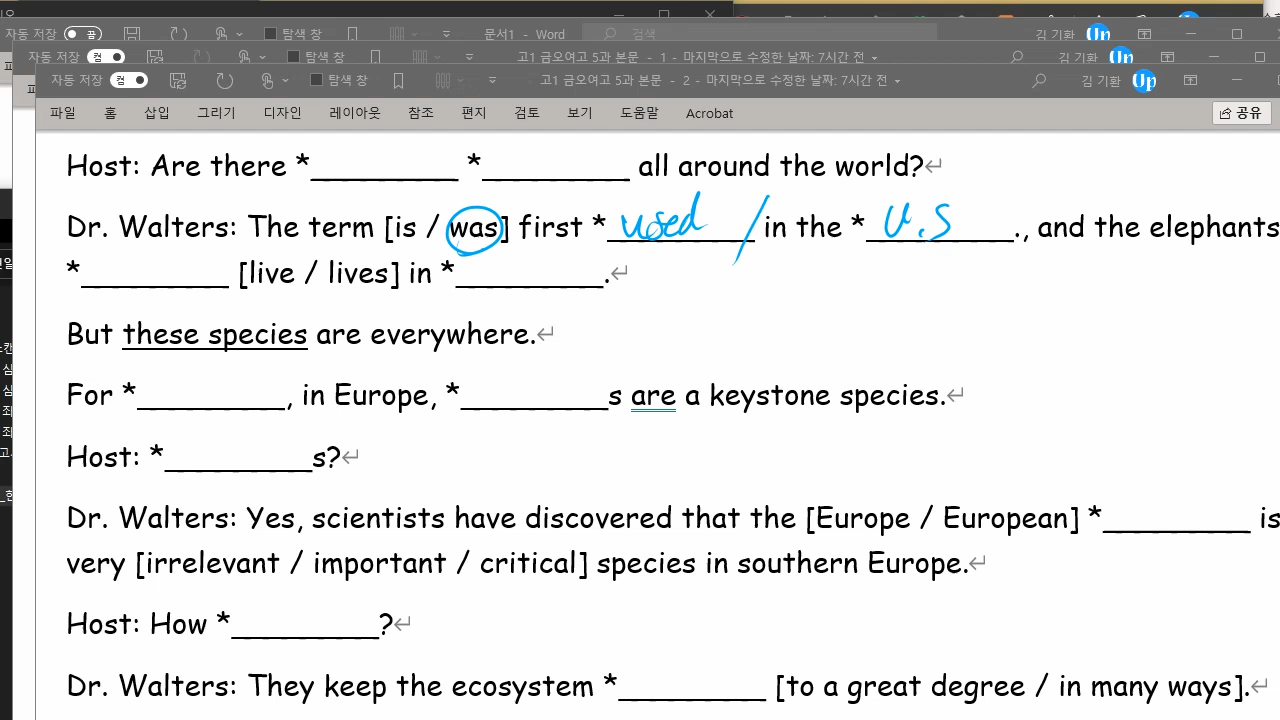 자동 저장 끔 탐색 창 문서1 - Word 검색 김 기환
자동 저장 컴 탐색 창 고1 금오여고 5과 본문 - 1 - 마지막으로 수정한 날짜: 7시간 전 김 기환
자동 저장 컴 탐색 창 고1 금오여고 5과 본문 - 2 - 마지막으로 수정한 날짜: 7시간 전 김 기환
파일 홈 삽입 그리기 디자인 레이아웃 참조 편지 검토 보기 도움말 Acrobat 공유
Host: Are there *_________ *_________ all around the world?
Dr. Walters: The term [is / was] first *used / in the *U.S., and the elephants
*_________ [live / lives] in *_________.
But these species are everywhere.
For *_________, in Europe, *_________s are a keystone species.
Host: *_________s?
Dr. Walters: Yes, scientists have discovered that the [Europe / European] *_________ is
very [irrelevant / important / critical] species in southern Europe.
Host: How *_________?
Dr. Walters: They keep the ecosystem *_________ [to a great degree / in many ways].